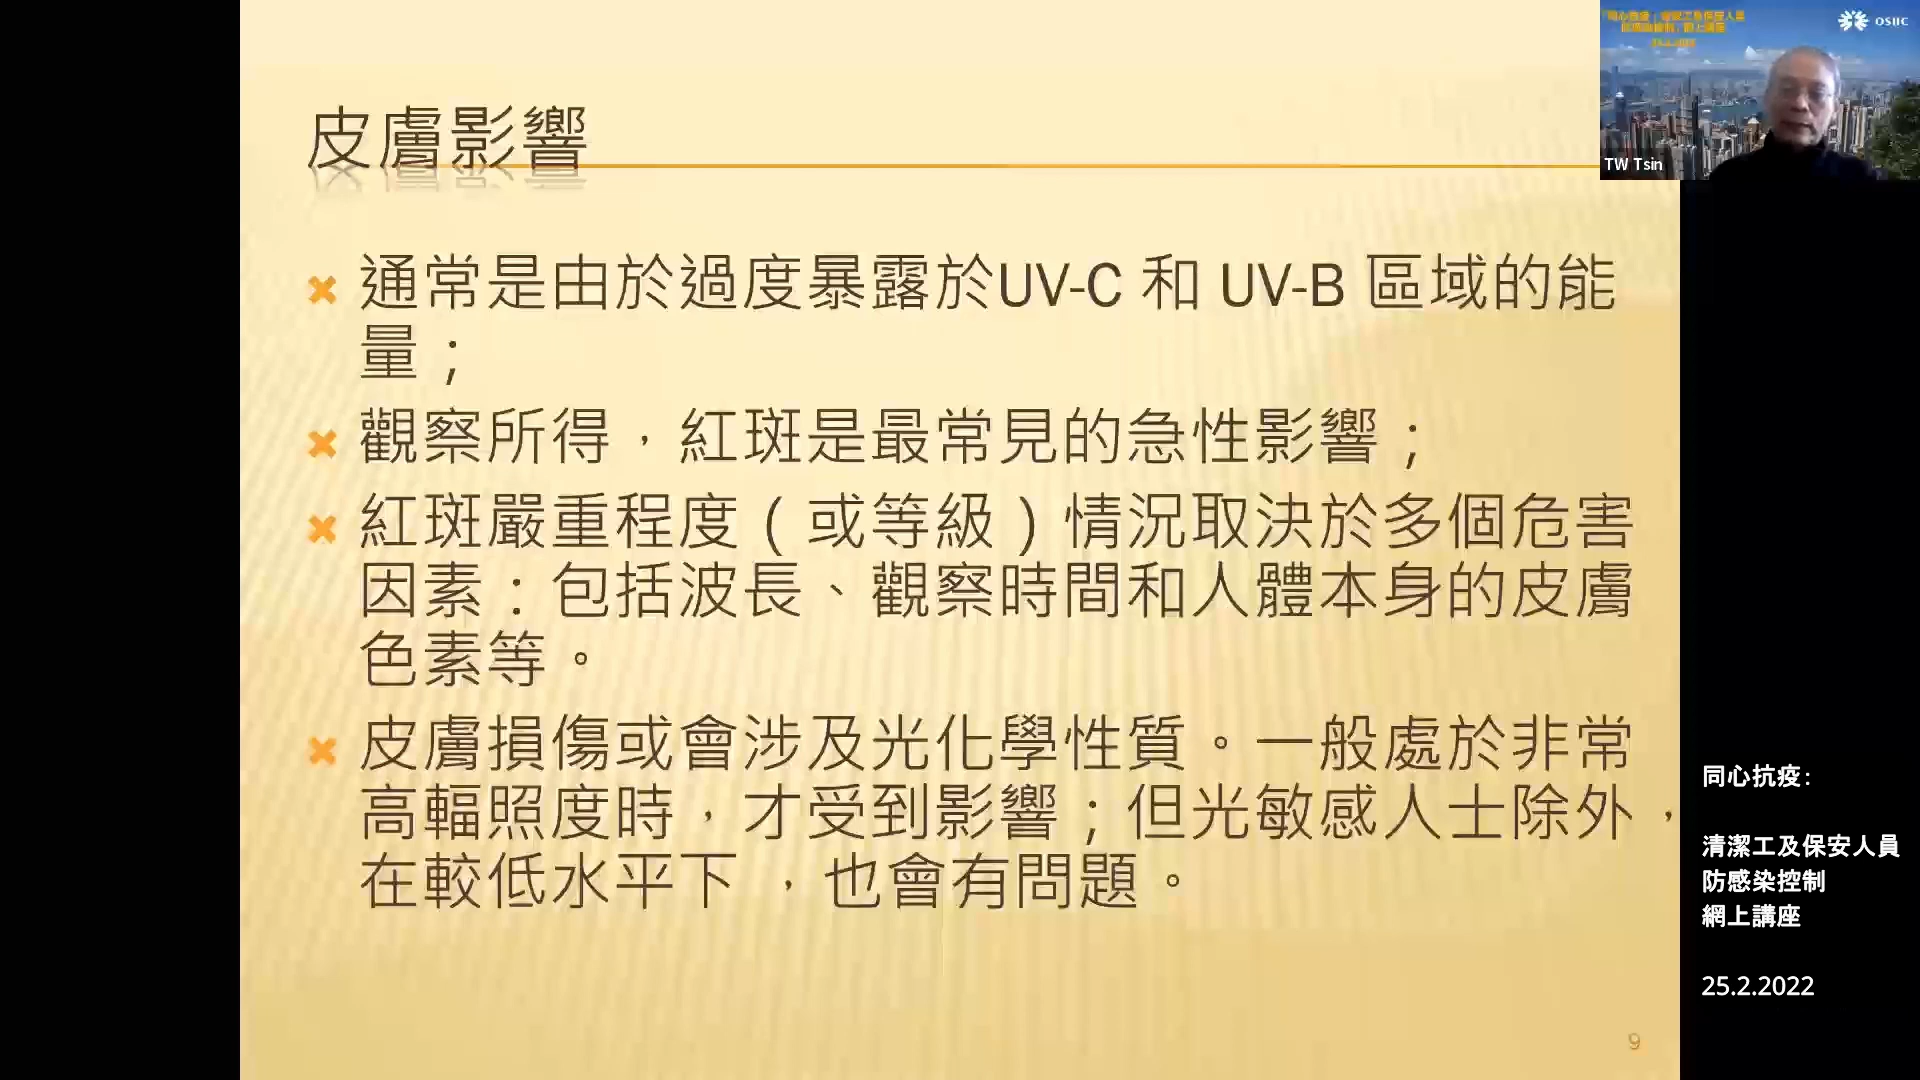 皮膚影響
通常是由於過度暴露於UV-C 和 UV-B 區域的能
量；
觀察所得，紅斑是最常見的急性影響；
紅斑嚴重程度（或等級）情況取決於多個危害
因素：包括波長、觀察時間和人體本身的皮膚
色素等。
皮膚損傷或會涉及光化學性質。一般處於非常
高輻照度時，才受到影響；但光敏感人士除外，
在較低水平下 ，也會有問題。
9
OSHC
TW Tsin
同心抗疫：
清潔工及保安人員
防感染控制
網上講座
25.2.2022